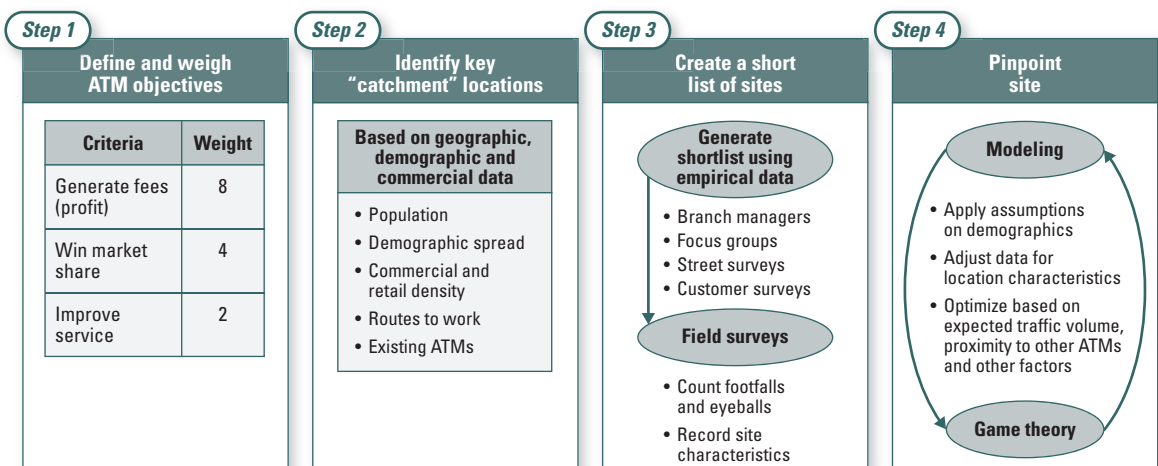 Step 1
Define and weigh
ATM objectives
Criteria Weight
Generate fees 8
(profit)
Win market 4
share
Improve 2
service
Step 2
Identify key
“catchment” locations
Based on geographic,
demographic and
commercial data
• Population
• Demographic spread
• Commercial and
retail density
• Routes to work
• Existing ATMs
Step 3
Create a short
list of sites
Generate
shortlist using
empirical data
• Branch managers
• Focus groups
• Street surveys
• Customer surveys
Field surveys
• Count footfalls
and eyeballs
• Record site
characteristics
Step 4
Pinpoint
site
Modeling
• Apply assumptions
on demographics
• Adjust data for
location characteristics
• Optimize based on
expected traffic volume,
proximity to other ATMs
and other factors
Game theory